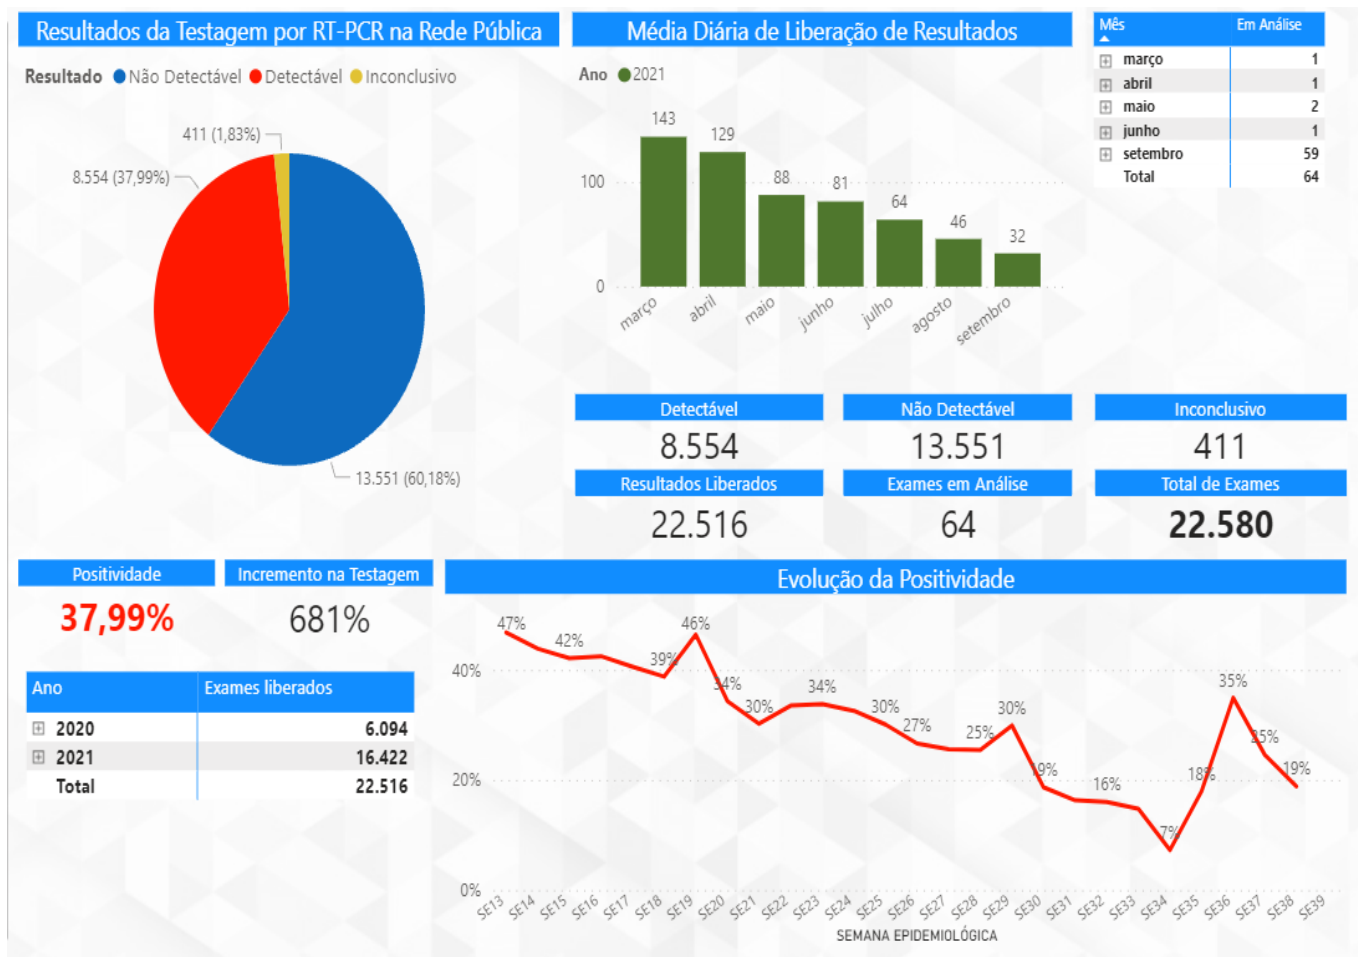 Resultados da Testagem por RT-PCR na Rede Pública
Resultado Não Detectável Detectável Inconclusivo
411 (1,83%)
8.554 (37,99%)
13.551 (60,18%)
Média Diária de Liberação de Resultados
Ano 2021
143
129
88
81
64
46
32
100
0
março
abril
maio
junho
julho
agosto
setembro
Mês Em Análise
março 1
abril 1
maio 2
junho 1
setembro 59
Total 64
Detectável
8.554
Não Detectável
13.551
Inconclusivo
411
Resultados Liberados
22.516
Exames em Análise
64
Total de Exames
22.580
Positividade
37,99%
Incremento na Testagem
681%
Ano Exames liberados
2020 6.094
2021 16.422
Total 22.516
Evolução da Positividade
40%
20%
0%
47%
42%
39%
46%
34%
30%
34%
30%
27%
25%
30%
19%
16%
7%
18%
35%
25%
19%
SE13
SE14
SE15
SE16
SE17
SE18
SE19
SE20
SE21
SE22
SE23
SE24
SE25
SE26
SE27
SE28
SE29
SE30
SE31
SE32
SE33
SE34
SE35
SE36
SE37
SE38
SE39
SEMANA EPIDEMIOLÓGICA